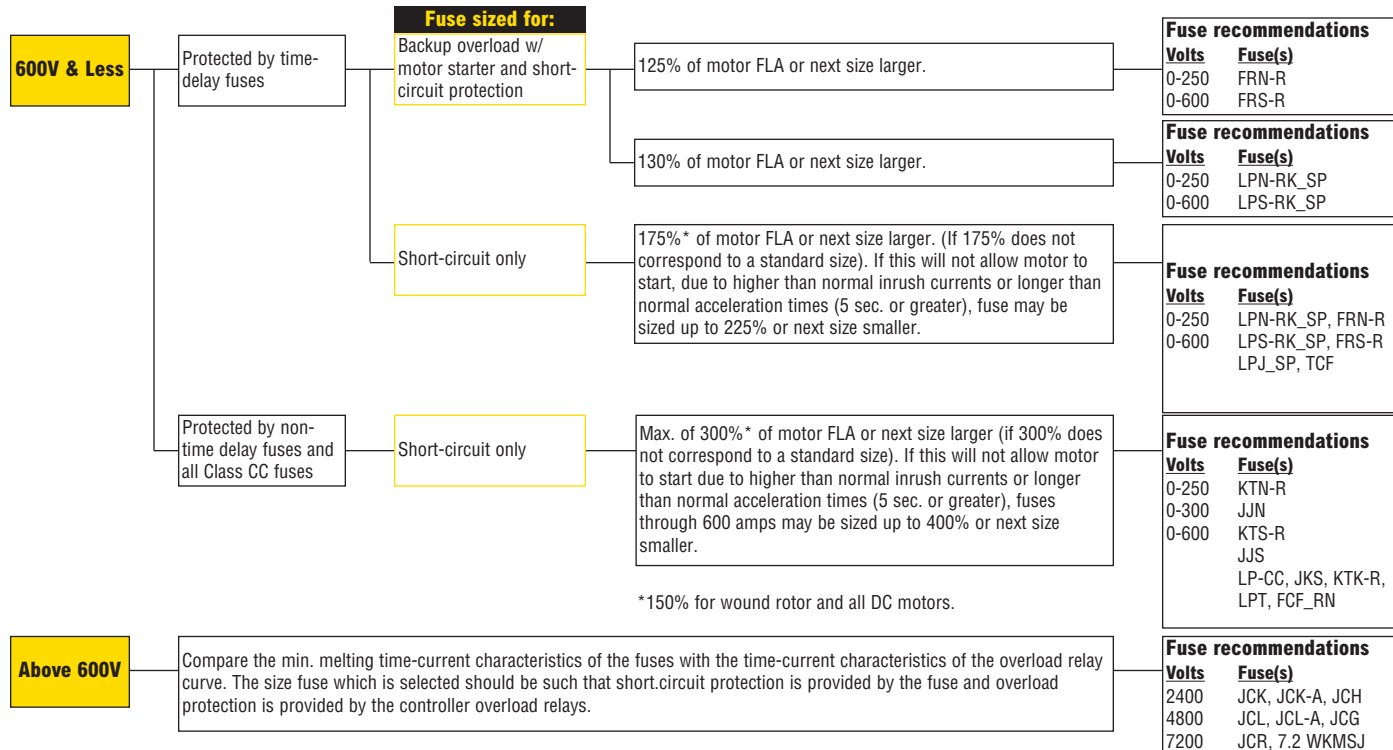 Fuse sized for:
600V & Less
Protected by time-
delay fuses
Backup overload w/
motor starter and short-
circuit protection
125% of motor FLA or next size larger.
Fuse recommendations
Volts Fuse(s)
0-250 FRN-R
0-600 FRS-R
130% of motor FLA or next size larger.
Fuse recommendations
Volts Fuse(s)
0-250 LPN-RK_SP
0-600 LPS-RK_SP
Short-circuit only
175%* of motor FLA or next size larger. (If 175% does not
correspond to a standard size). If this will not allow motor to
start, due to higher than normal inrush currents or longer than
normal acceleration times (5 sec. or greater), fuse may be
sized up to 225% or next size smaller.
Fuse recommendations
Volts Fuse(s)
0-250 LPN-RK_SP, FRN-R
0-600 LPS-RK_SP, FRS-R
LPJ_SP, TCF
Protected by non-
time delay fuses and
all Class CC fuses
Short-circuit only
Max. of 300%* of motor FLA or next size larger (if 300% does
not correspond to a standard size). If this will not allow motor
to start due to higher than normal inrush currents or longer
than normal acceleration times (5 sec. or greater), fuses
through 600 amps may be sized up to 400% or next size
smaller.
Fuse recommendations
Volts Fuse(s)
0-250 KTN-R
0-300 JJN
0-600 KTS-R
JJS
LP-CC, JKS, KTK-R,
LPT, FCF_RN
*150% for wound rotor and all DC motors.
Above 600V
Compare the min. melting time-current characteristics of the fuses with the time-current characteristics of the overload relay
curve. The size fuse which is selected should be such that short.circuit protection is provided by the fuse and overload
protection is provided by the controller overload relays.
Fuse recommendations
Volts Fuse(s)
2400 JCK, JCK-A, JCH
4800 JCL, JCL-A, JCG
7200 JCR, 7.2 WKMSJ